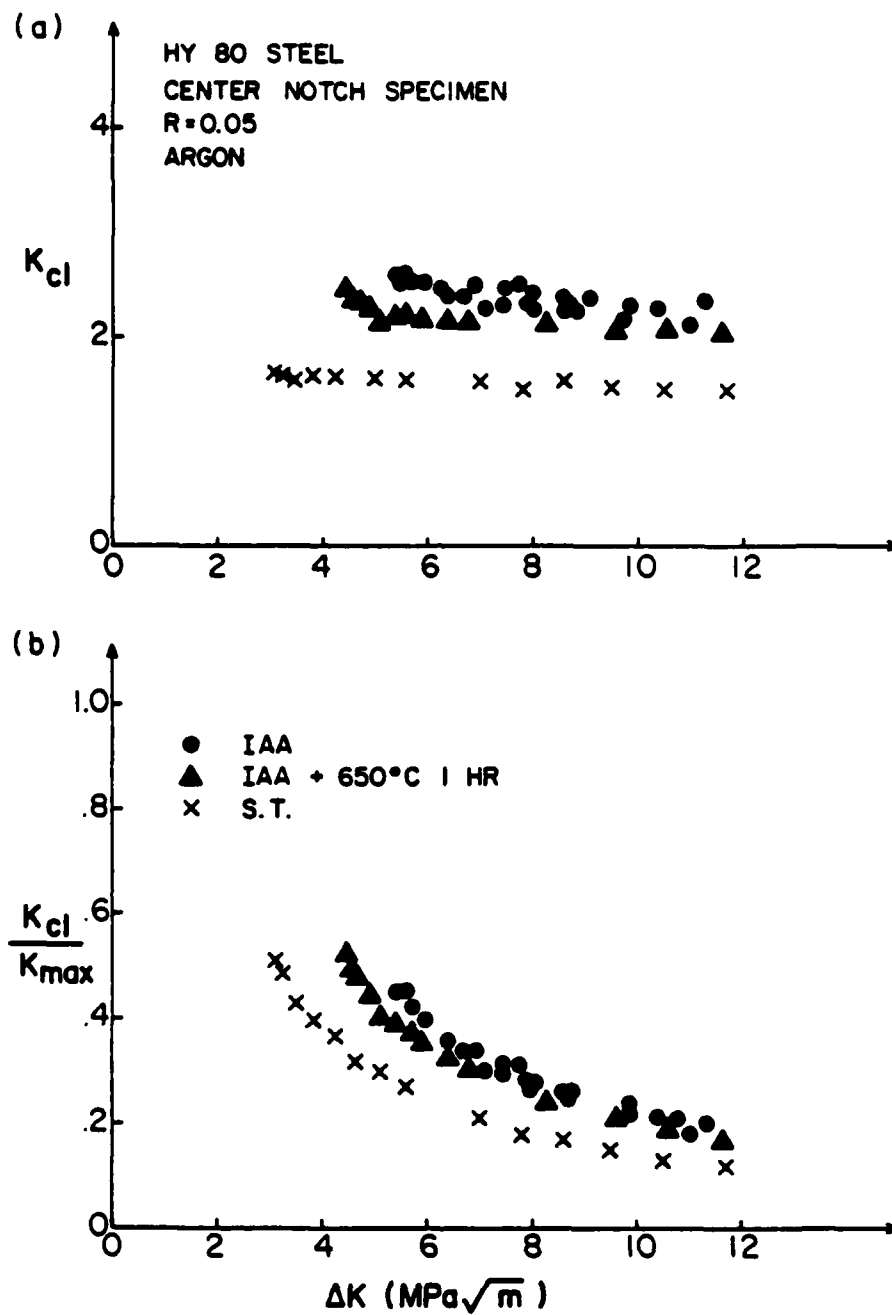 (a)
HY 80 STEEL
CENTER NOTCH SPECIMEN
R=0.05
ARGON
4
Kcl
2
0
0 2 4 6 8 10 12
(b)
1.0
IAA
.8
IAA + 650°C 1 HR
S.T.
.6
Kcl
Kmax
.4
.2
0
0 2 4 6 8 10 12
ΔK (MPa√m)